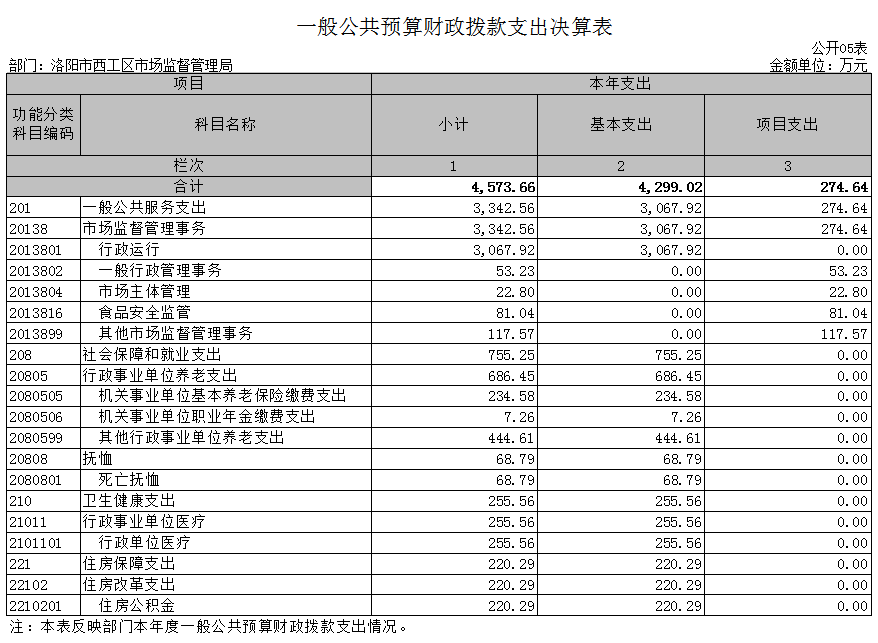 一般公共预算财政拨款支出决算表
公开05表
部门：洛阳市西工区市场监督管理局 金额单位：万元
项目 本年支出
功能分类科目编码 科目名称 小计 基本支出 项目支出
栏次 1 2 3
合计 4,573.66 4,299.02 274.64
201 一般公共服务支出 3,342.56 3,067.92 274.64
20138 市场监督管理事务 3,342.56 3,067.92 274.64
2013801 行政运行 3,067.92 3,067.92 0.00
2013802 一般行政管理事务 53.23 0.00 53.23
2013804 市场主体管理 22.80 0.00 22.80
2013816 食品安全监管 81.04 0.00 81.04
2013899 其他市场监督管理事务 117.57 0.00 117.57
208 社会保障和就业支出 755.25 755.25 0.00
20805 行政事业单位养老支出 686.45 686.45 0.00
2080505 机关事业单位基本养老保险缴费支出 234.58 234.58 0.00
2080506 机关事业单位职业年金缴费支出 7.26 7.26 0.00
2080599 其他行政事业单位养老支出 444.61 444.61 0.00
20808 抚恤 68.79 68.79 0.00
2080801 死亡抚恤 68.79 68.79 0.00
210 卫生健康支出 255.56 255.56 0.00
21011 行政事业单位医疗 255.56 255.56 0.00
2101101 行政单位医疗 255.56 255.56 0.00
221 住房保障支出 220.29 220.29 0.00
22102 住房改革支出 220.29 220.29 0.00
2210201 住房公积金 220.29 220.29 0.00
注：本表反映部门本年度一般公共预算财政拨款支出情况。